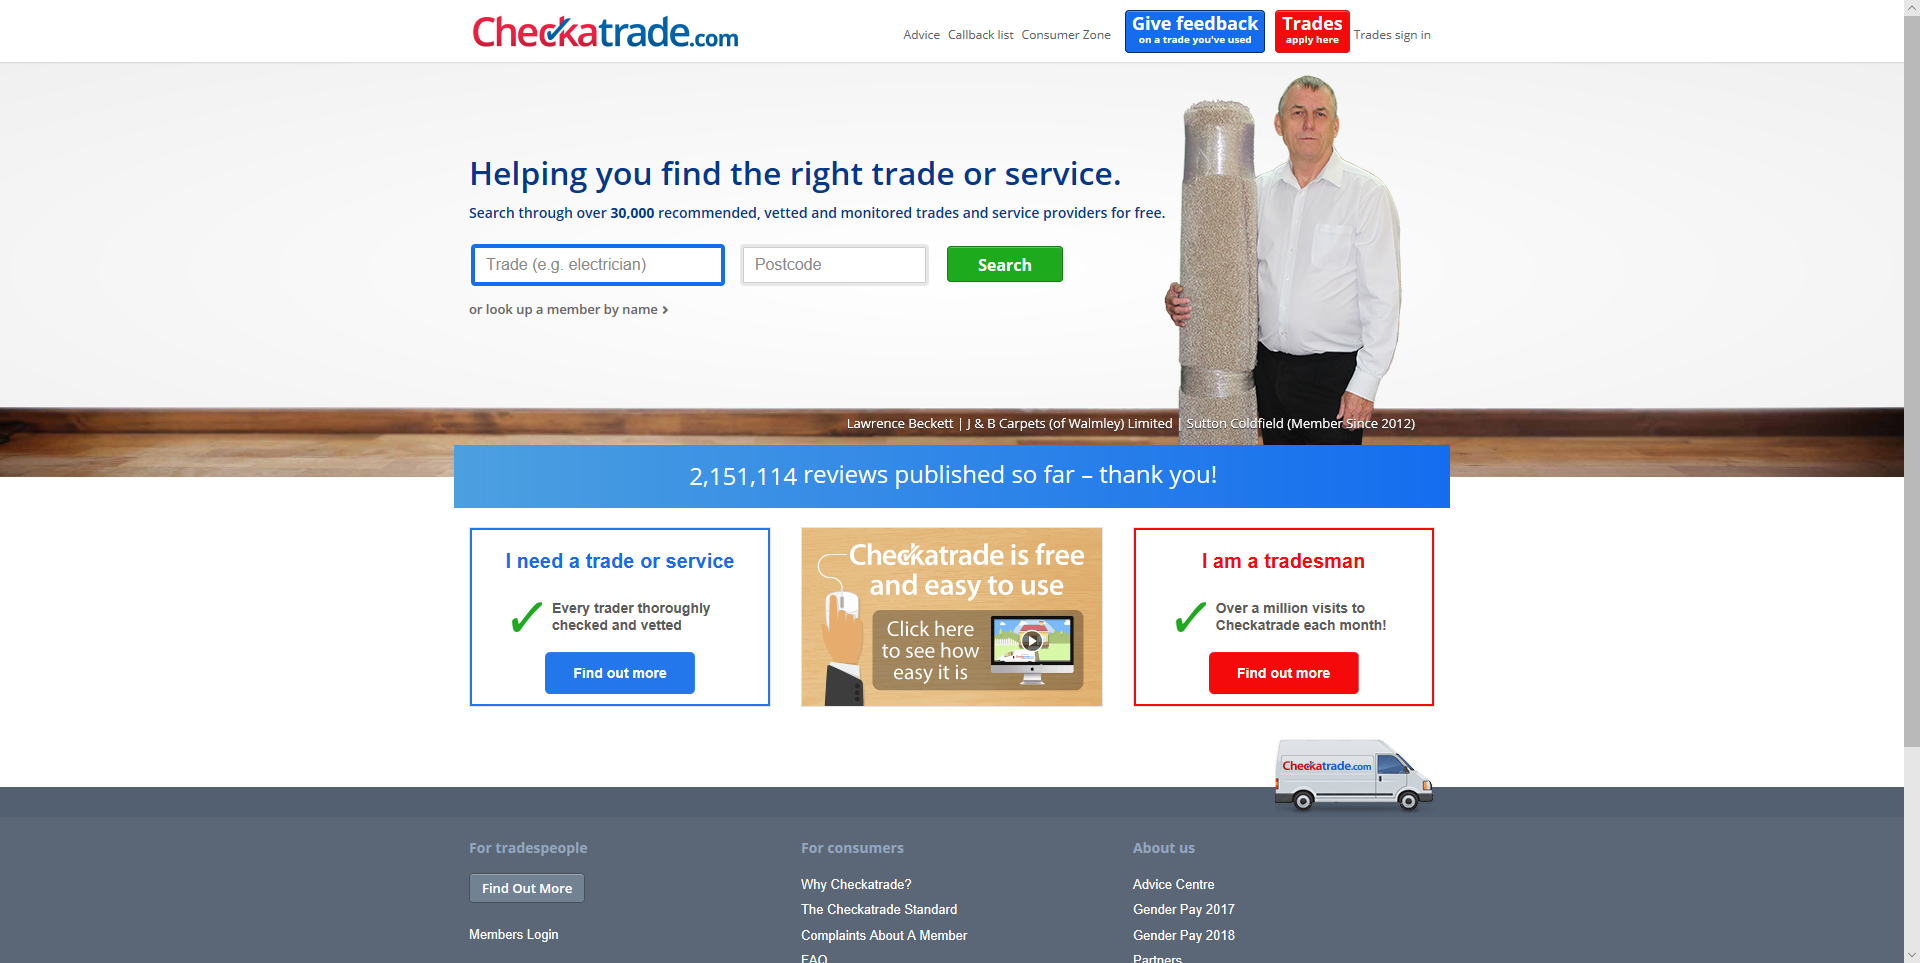 Checkatrade.com
Advice Callback list Consumer Zone
Give feedback
on a trade you've used
Trades
apply here
Trades sign in
Helping you find the right trade or service.
Search through over 30,000 recommended, vetted and monitored trades and service providers for free.
Trade (e.g. electrician)
Postcode
Search
or look up a member by name ›
Lawrence Beckett | J & B Carpets (of Walmley) Limited | Sutton Coldfield (Member Since 2012)
2,151,114 reviews published so far – thank you!
I need a trade or service
Every trader thoroughly
checked and vetted
Find out more
Checkatrade is free
and easy to use
Click here
to see how
easy it is
I am a tradesman
Over a million visits to
Checkatrade each month!
Find out more
Checkatrade.com
For tradespeople
Find Out More
Members Login
For consumers
Why Checkatrade?
The Checkatrade Standard
Complaints About A Member
FAQ
About us
Advice Centre
Gender Pay 2017
Gender Pay 2018
Partners